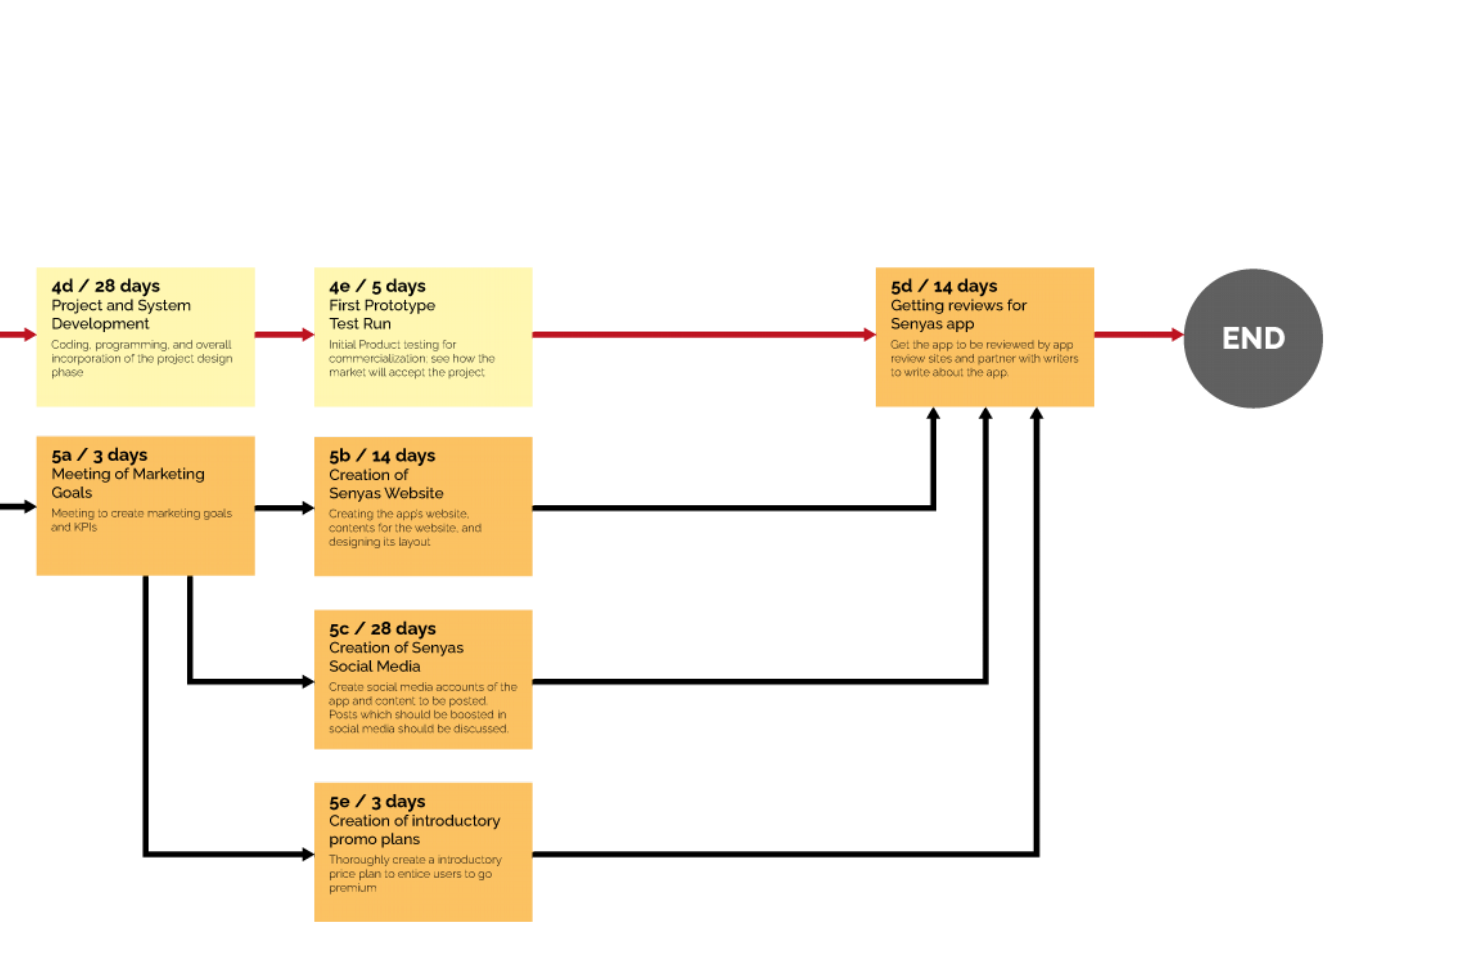 4d / 28 days
Project and System
Development
Coding, programming, and overall
incorporation of the project design
phase
4e / 5 days
First Prototype
Test Run
Initial Product testing for
commercialization; see how the
market will accept the project
5d / 14 days
Getting reviews for
Senyas app
Get the app to be reviewed by app
review sites and partner with writers
to write about the app.
END
5a / 3 days
Meeting of Marketing
Goals
Meeting to create marketing goals
and KPIs
5b / 14 days
Creation of
Senyas Website
Creating the app's website,
contents for the website, and
designing its layout
5c / 28 days
Creation of Senyas
Social Media
Create social media accounts of the
app and content to be posted.
Posts which should be boosted in
social media should be discussed.
5e / 3 days
Creation of introductory
promo plans
Thoroughly create a introductory
price plan to entice users to go
premium